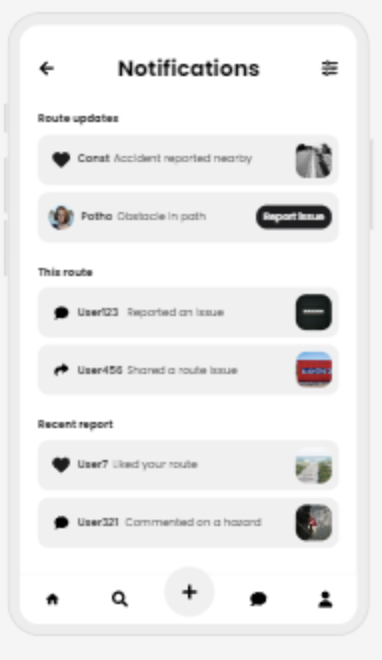 Notifications
Route updates
Const Accident reported nearby
Potho Obstacle in path
Report Issue
This route
User123 Reported an issue
User456 Shared a route issue
Recent report
User7 Liked your route
User321 Commented on a hazard